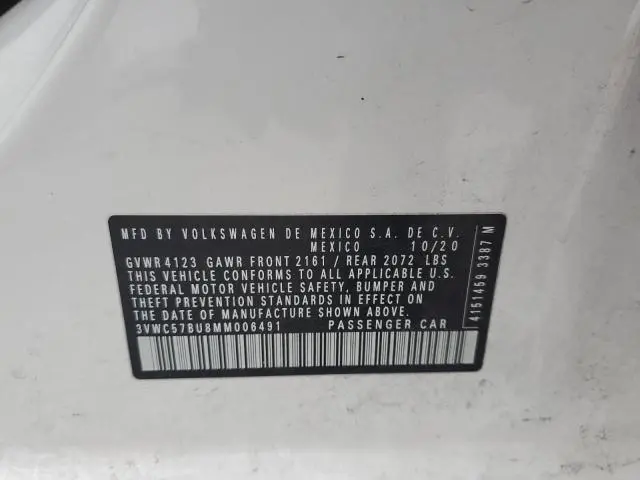 MFD BY VOLKSWAGEN DE MEXICO S.A. DE C.V.
MEXICO 10/20
GVWR 4123 GAWR FRONT 2161 / REAR 2072 LBS
THIS VEHICLE CONFORMS TO ALL APPLICABLE U.S.
FEDERAL MOTOR VEHICLE SAFETY, BUMPER AND
THEFT PREVENTION STANDARDS IN EFFECT ON
THE DATE OF MANUFACTURE SHOWN ABOVE.
3VWC57BU8MM006491 PASSENGER CAR
4151459 3387 M